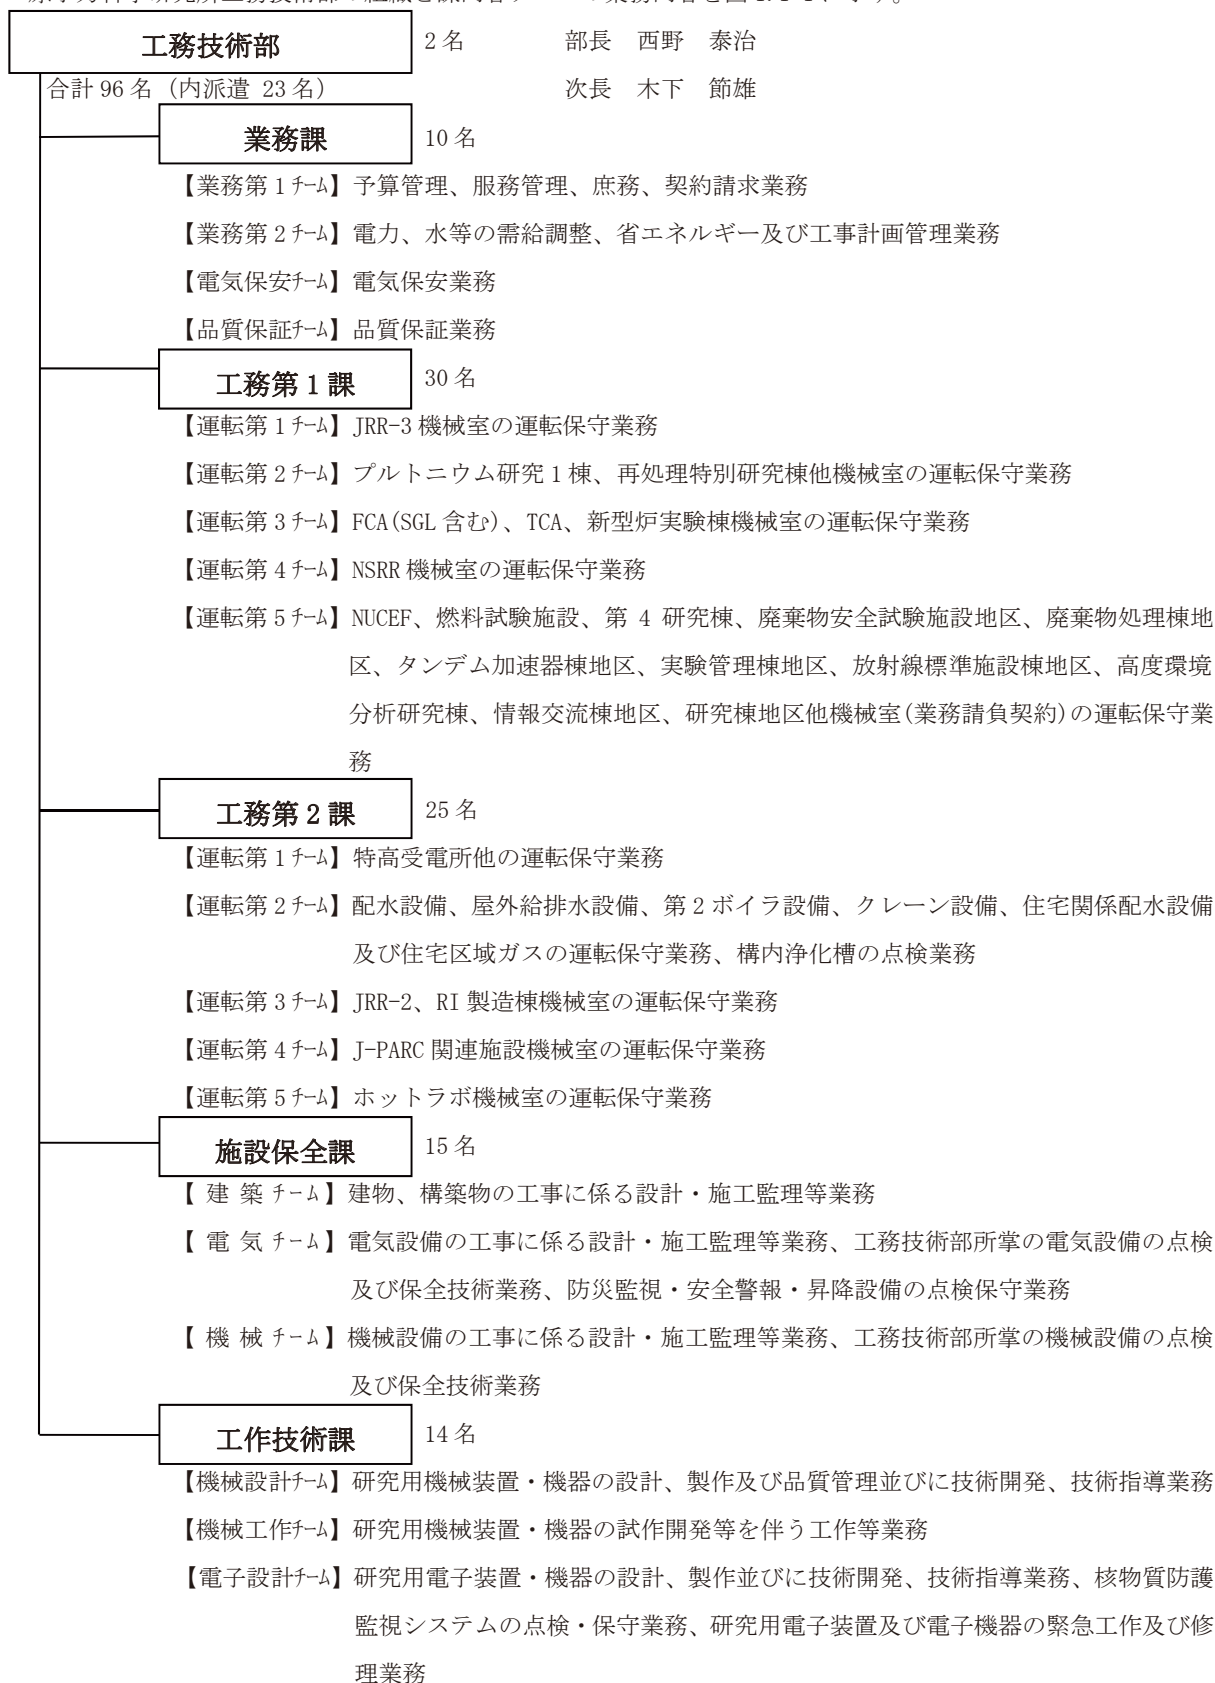 工務技術部 2名 部長 西野 泰治
合計 96 名（内派遣 23 名） 次長 木下 節雄
業務課 10 名
【業務第 1 ﾁｰﾑ】予算管理、服務管理、庶務、契約請求業務
【業務第 2 ﾁｰﾑ】電力、水等の需給調整、省エネルギー及び工事計画管理業務
【電気保安ﾁｰﾑ】電気保安業務
【品質保証ﾁｰﾑ】品質保証業務
工務第 1 課 30 名
【運転第 1 ﾁｰﾑ】JRR-3 機械室の運転保守業務
【運転第 2 ﾁｰﾑ】プルトニウム研究 1 棟、再処理特別研究棟他機械室の運転保守業務
【運転第 3 ﾁｰﾑ】FCA(SGL 含む)、TCA、新型炉実験棟機械室の運転保守業務
【運転第 4 ﾁｰﾑ】NSRR 機械室の運転保守業務
【運転第 5 ﾁｰﾑ】NUCEF、燃料試験施設、第 4 研究棟、廃棄物安全試験施設地区、廃棄物処理棟地
区、タンデム加速器棟地区、実験管理棟地区、放射線標準施設棟地区、高度環境
分析研究棟、情報交流棟地区、研究棟地区他機械室(業務請負契約)の運転保守業
務
工務第 2 課 25 名
【運転第 1 ﾁｰﾑ】特高受電所他の運転保守業務
【運転第 2 ﾁｰﾑ】配水設備、屋外給排水設備、第 2 ボイラ設備、クレーン設備、住宅関係配水設備
及び住宅区域ガスの運転保守業務、構内浄化槽の点検業務
【運転第 3 ﾁｰﾑ】JRR-2、RI 製造棟機械室の運転保守業務
【運転第 4 ﾁｰﾑ】J-PARC 関連施設機械室の運転保守業務
【運転第 5 ﾁｰﾑ】ホットラボ機械室の運転保守業務
施設保全課 15 名
【 建 築 ﾁｰﾑ】建物、構築物の工事に係る設計・施工監理等業務
【 電 気 ﾁｰﾑ】電気設備の工事に係る設計・施工監理等業務、工務技術部所掌の電気設備の点検
及び保全技術業務、防災監視・安全警報・昇降設備の点検保守業務
【 機 械 ﾁｰﾑ】機械設備の工事に係る設計・施工監理等業務、工務技術部所掌の機械設備の点検
及び保全技術業務
工作技術課 14 名
【機械設計ﾁｰﾑ】研究用機械装置・機器の設計、製作及び品質管理並びに技術開発、技術指導業務
【機械工作ﾁｰﾑ】研究用機械装置・機器の試作開発等を伴う工作等業務
【電子設計ﾁｰﾑ】研究用電子装置・機器の設計、製作並びに技術開発、技術指導業務、核物質防護
監視システムの点検・保守業務、研究用電子装置及び電子機器の緊急工作及び修
理業務